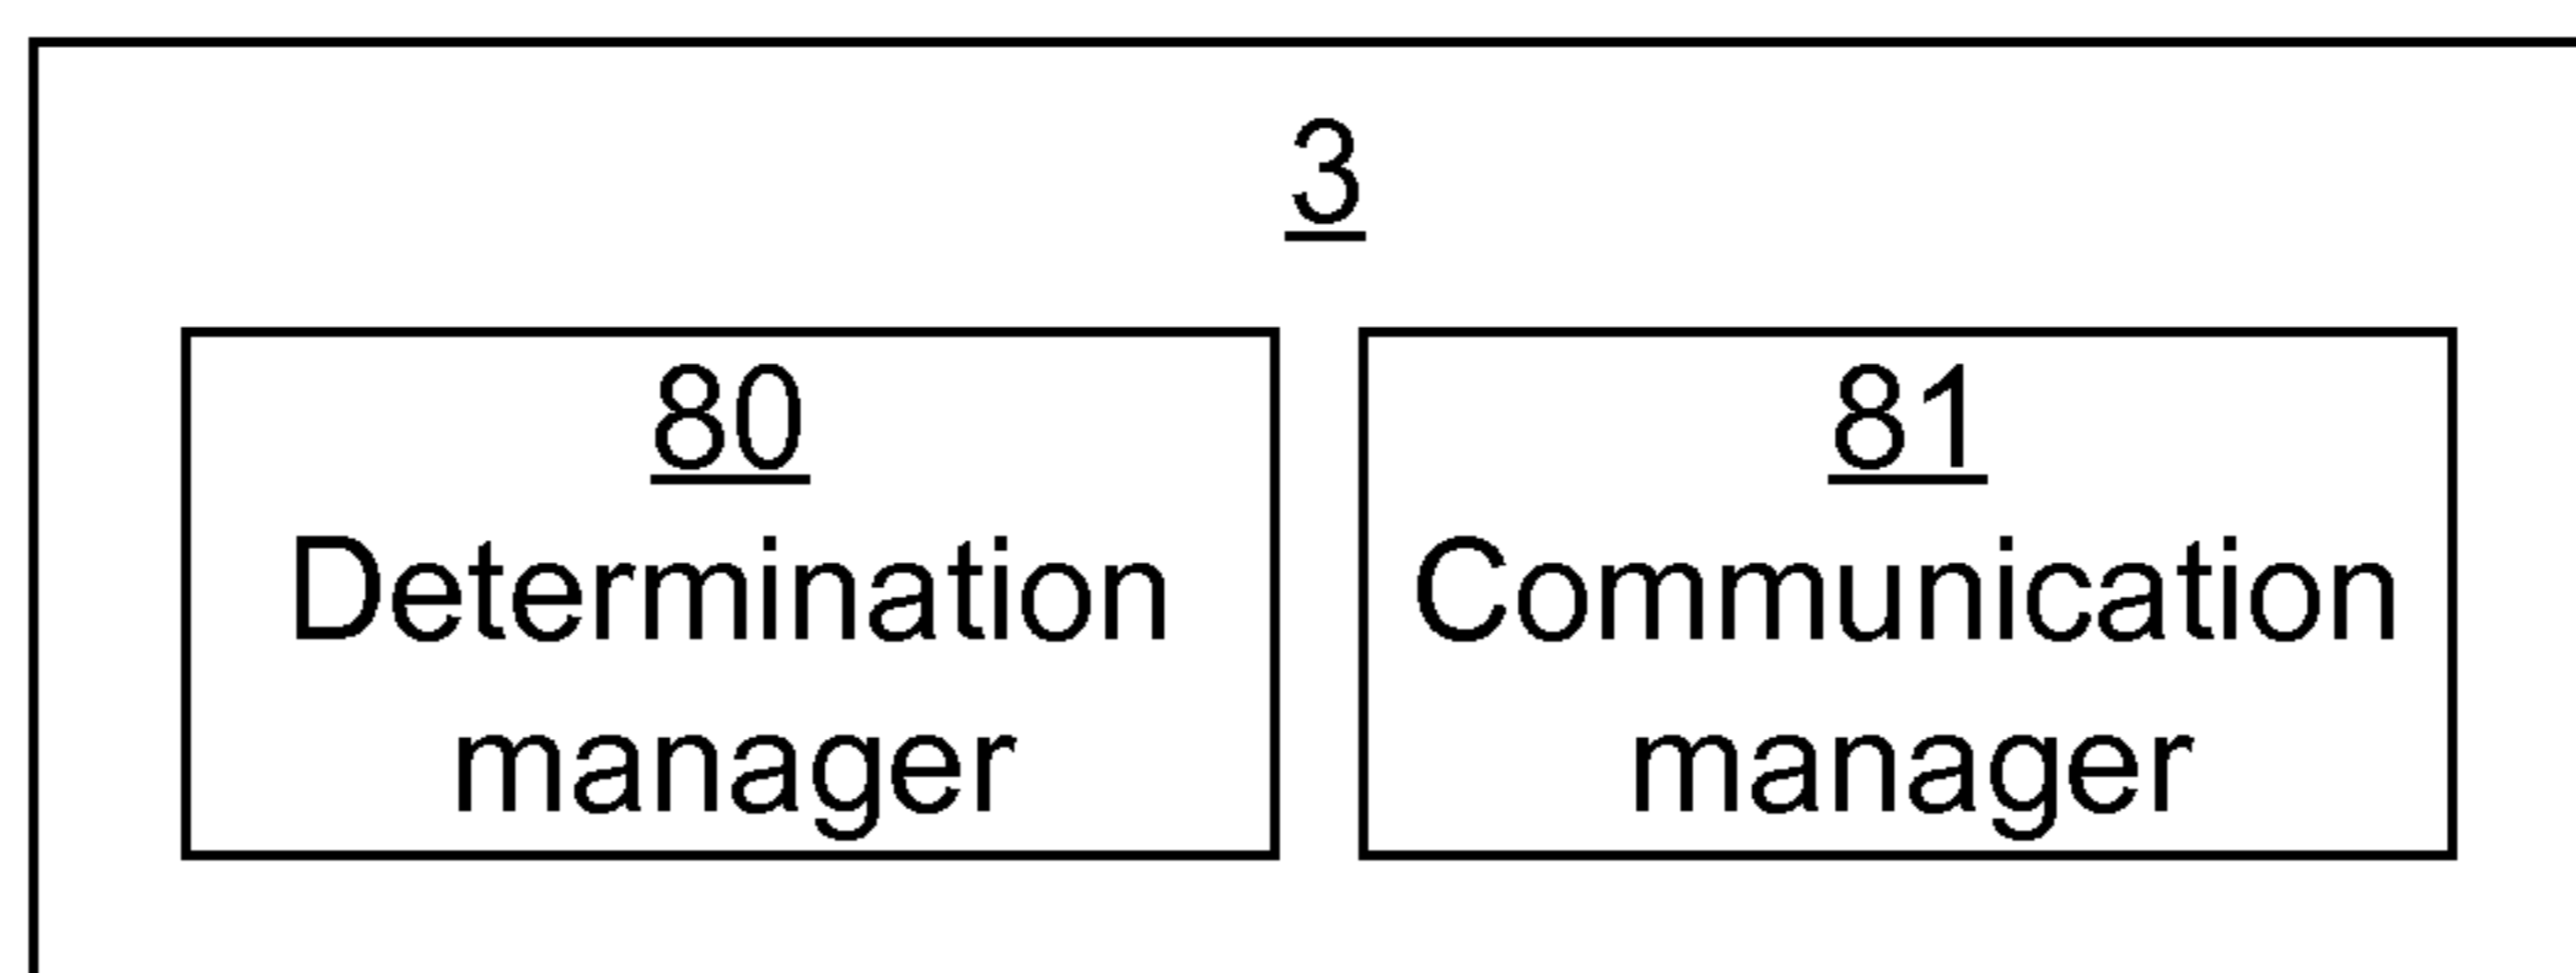 3
80
Determination
manager
81
Communication
manager